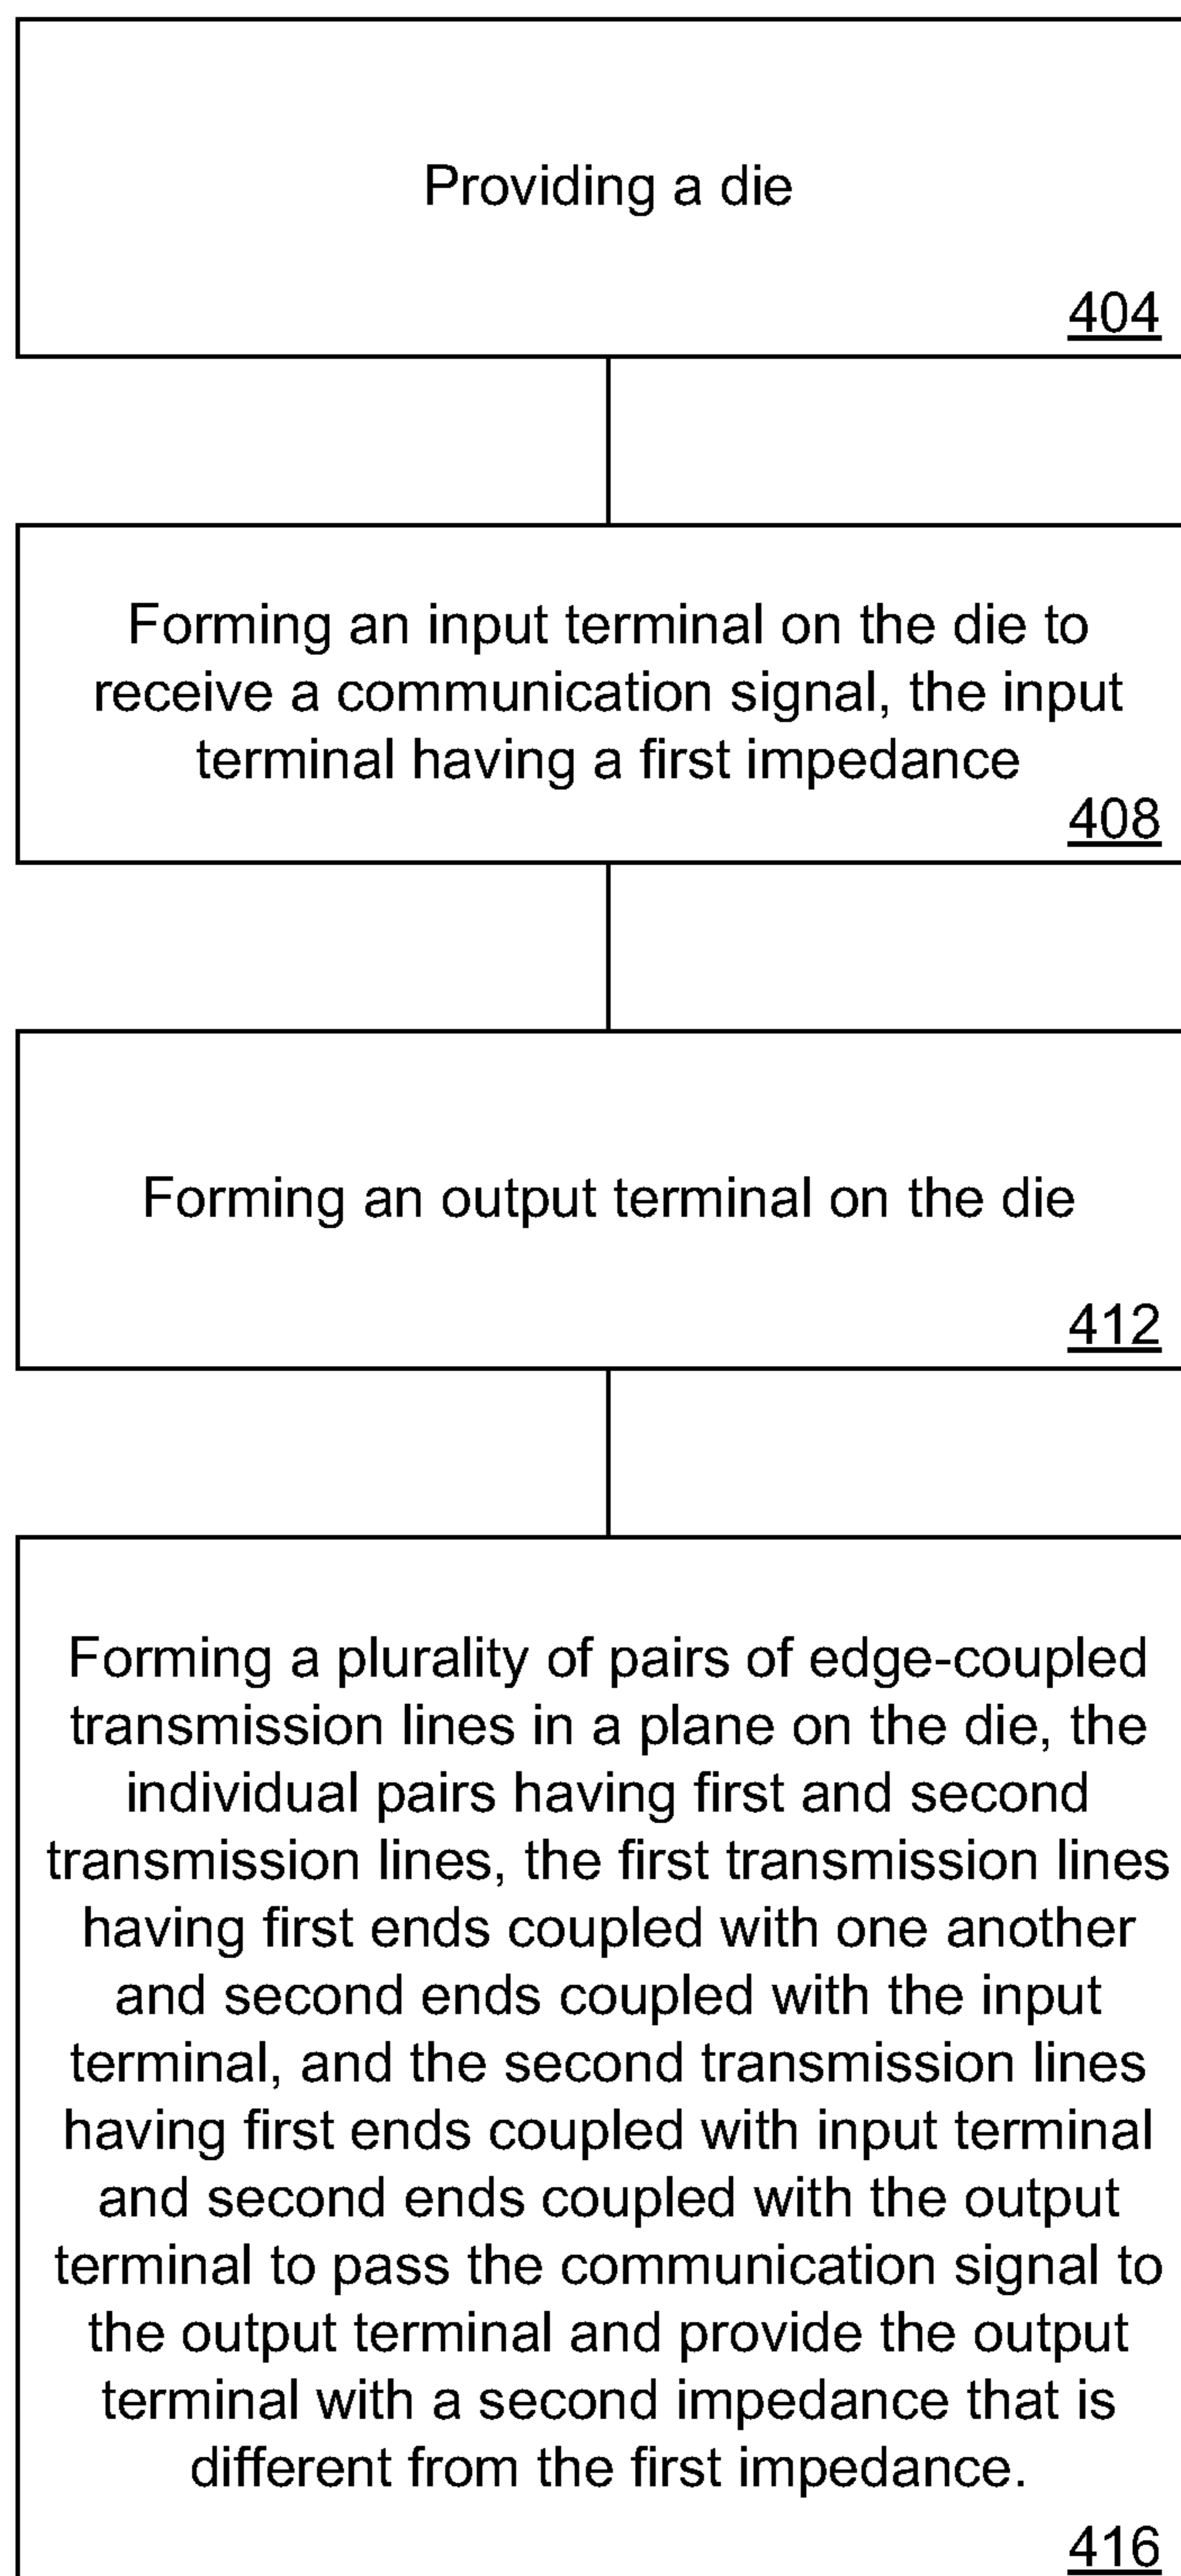 Providing a die
404
Forming an input terminal on the die to
receive a communication signal, the input
terminal having a first impedance
408
Forming an output terminal on the die
412
Forming a plurality of pairs of edge-coupled
transmission lines in a plane on the die, the
individual pairs having first and second
transmission lines, the first transmission lines
having first ends coupled with one another
and second ends coupled with the input
terminal, and the second transmission lines
having first ends coupled with input terminal
and second ends coupled with the output
terminal to pass the communication signal to
the output terminal and provide the output
terminal with a second impedance that is
different from the first impedance.
416